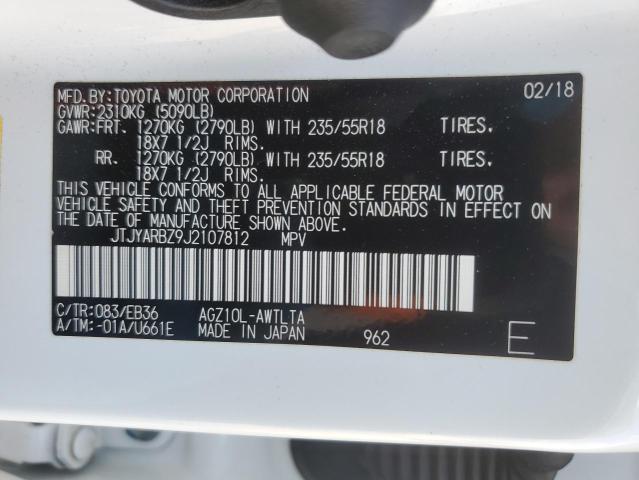 MFD.BY:TOYOTA MOTOR CORPORATION 02/18
GVWR:2310KG (5090LB)
GAWR:FRT. 1270KG (2790LB) WITH 235/55R18 TIRES.
18X7 1/2J RIMS.
RR. 1270KG (2790LB) WITH 235/55R18 TIRES.
18X7 1/2J RIMS.
THIS VEHICLE CONFORMS TO ALL APPLICABLE FEDERAL MOTOR
VEHICLE SAFETY AND THEFT PREVENTION STANDARDS IN EFFECT ON
THE DATE OF MANUFACTURE SHOWN ABOVE.
JTJYARBZ9J2107812 MPV
C/TR:083/EB36 AGZ10L-AWTLTA
A/TM:-01A/U661E MADE IN JAPAN 962 E